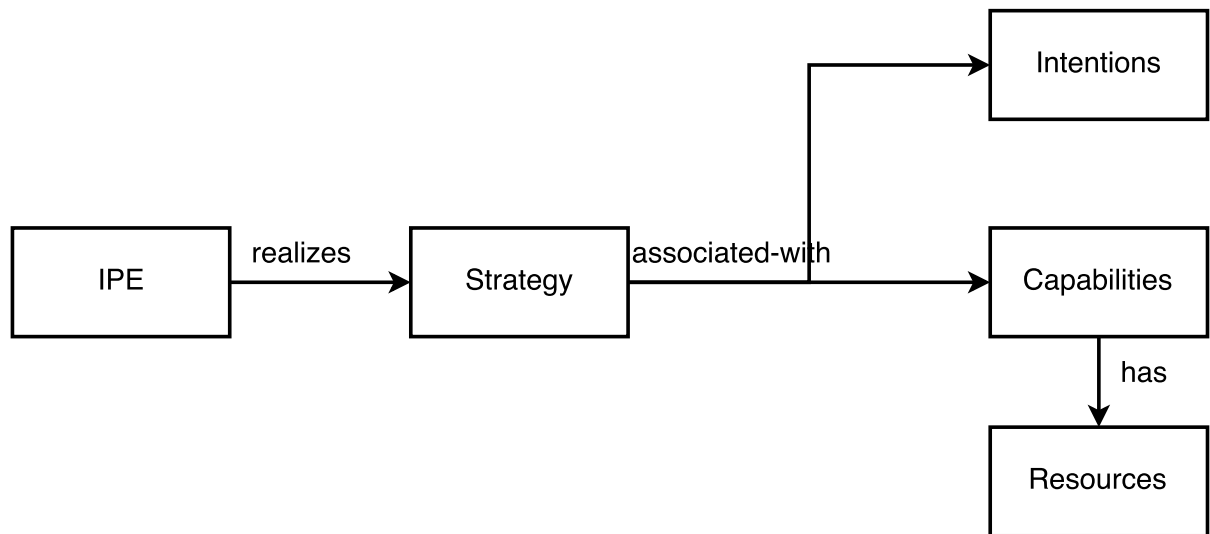 Intentions
realizes
associated-with
IPE
Strategy
Capabilities
has
Resources